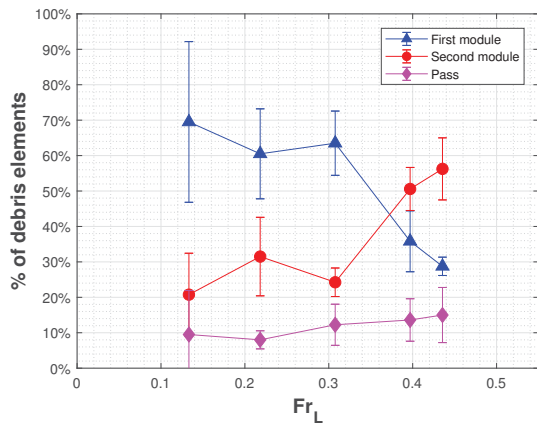 100%
90%
80%
70%
60%
50%
40%
30%
20%
10%
0%
% of debris elements
First module
Second module
Pass
0 0.1 0.2 0.3 0.4 0.5
Fr_L